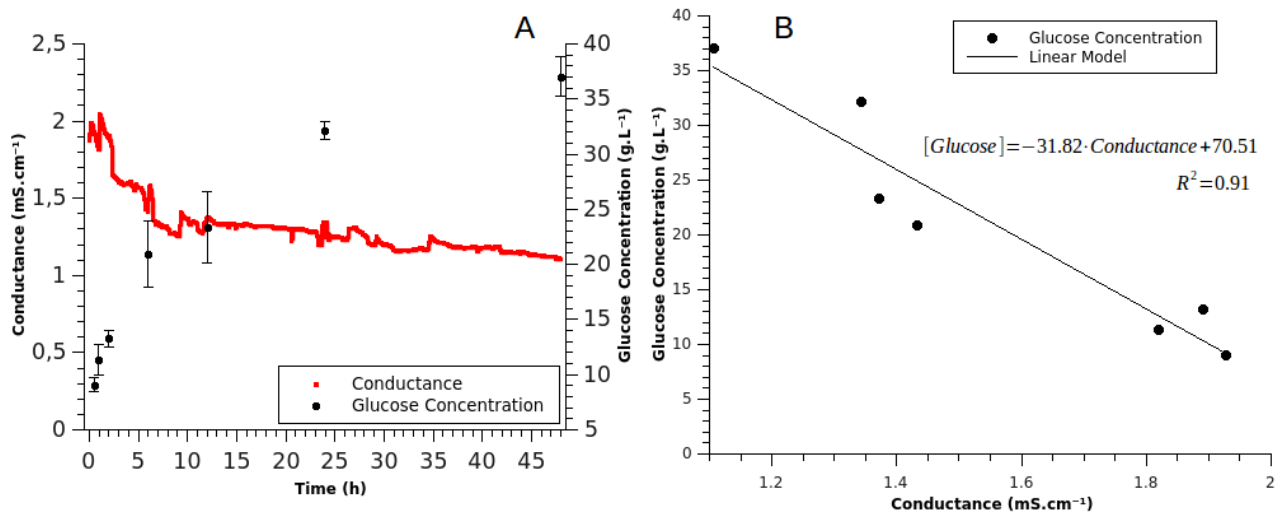 A
Conductance (mS.cm⁻¹)
2,5
2
1,5
1
0,5
0
40
35
30
25
20
15
10
5
Glucose Concentration (g.L⁻¹)
Conductance
Glucose Concentration
0 5 10 15 20 25 30 35 40 45
Time (h)
B
Glucose Concentration (g.L⁻¹)
40
35
30
25
20
15
10
5
0
Glucose Concentration
Linear Model
[Glucose]=−31.82·Conductance+70.51
R²=0.91
1.2 1.4 1.6 1.8 2
Conductance (mS.cm⁻¹)